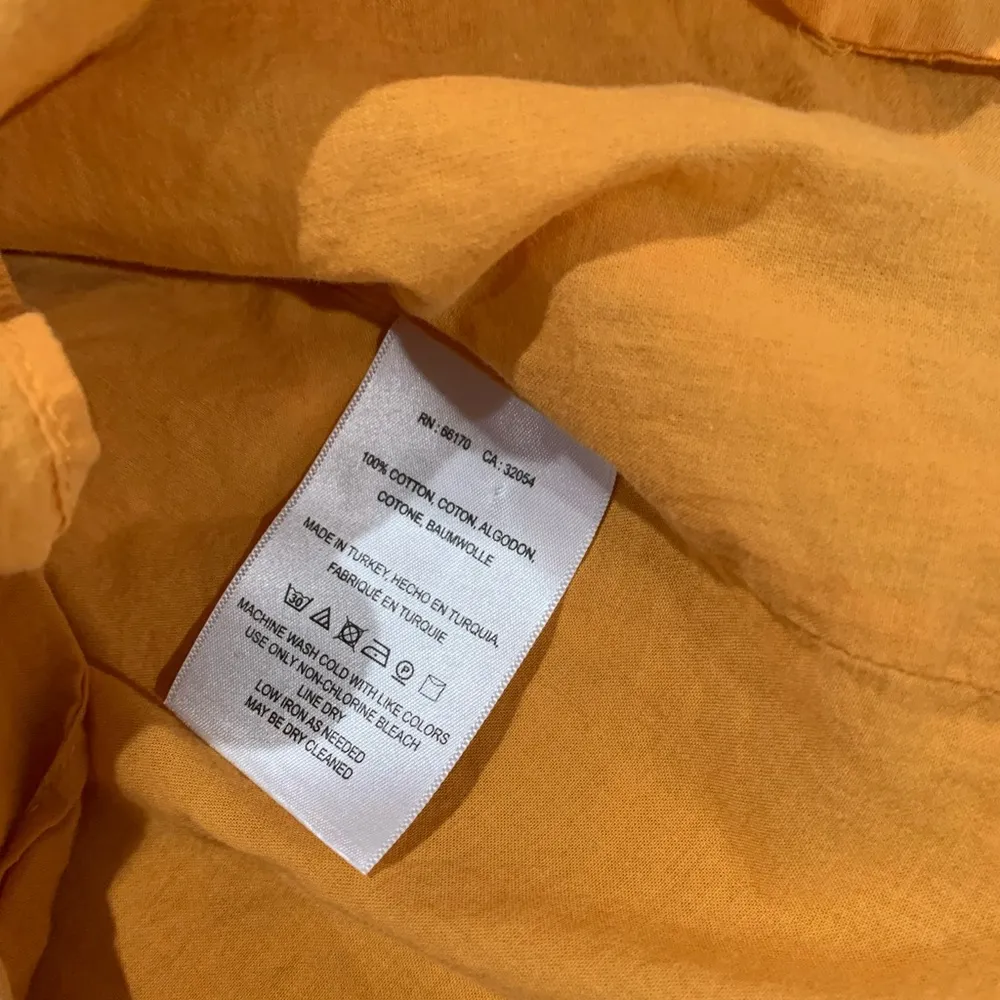 RN : 66170 CA : 32054
100% COTTON, COTON, ALGODON,
COTONE, BAUMWOLLE
MADE IN TURKEY, HECHO EN TURQUIA,
FABRIQUÉ EN TURQUIE
30 P
MACHINE WASH COLD WITH LIKE COLORS
USE ONLY NON-CHLORINE BLEACH
LINE DRY
LOW IRON AS NEEDED
MAY BE DRY CLEANED